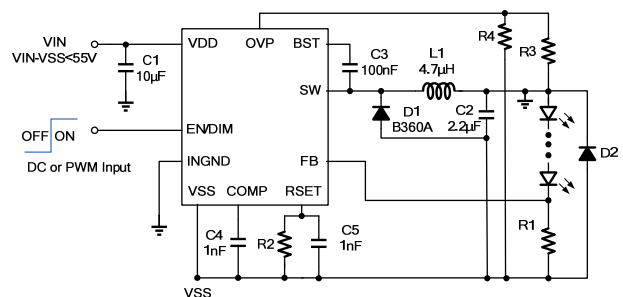 VIN
VIN-VSS<55V
C1
10µF
VDD
OVP
BST
C3
100nF
L1
4.7µH
R4
R3
SW
D1
B360A
C2
2.2µF
OFF
ON
DC or PWM Input
EN/DIM
INGND
FB
D2
VSS
COMP
RSET
C4
1nF
R2
C5
1nF
R1
VSS